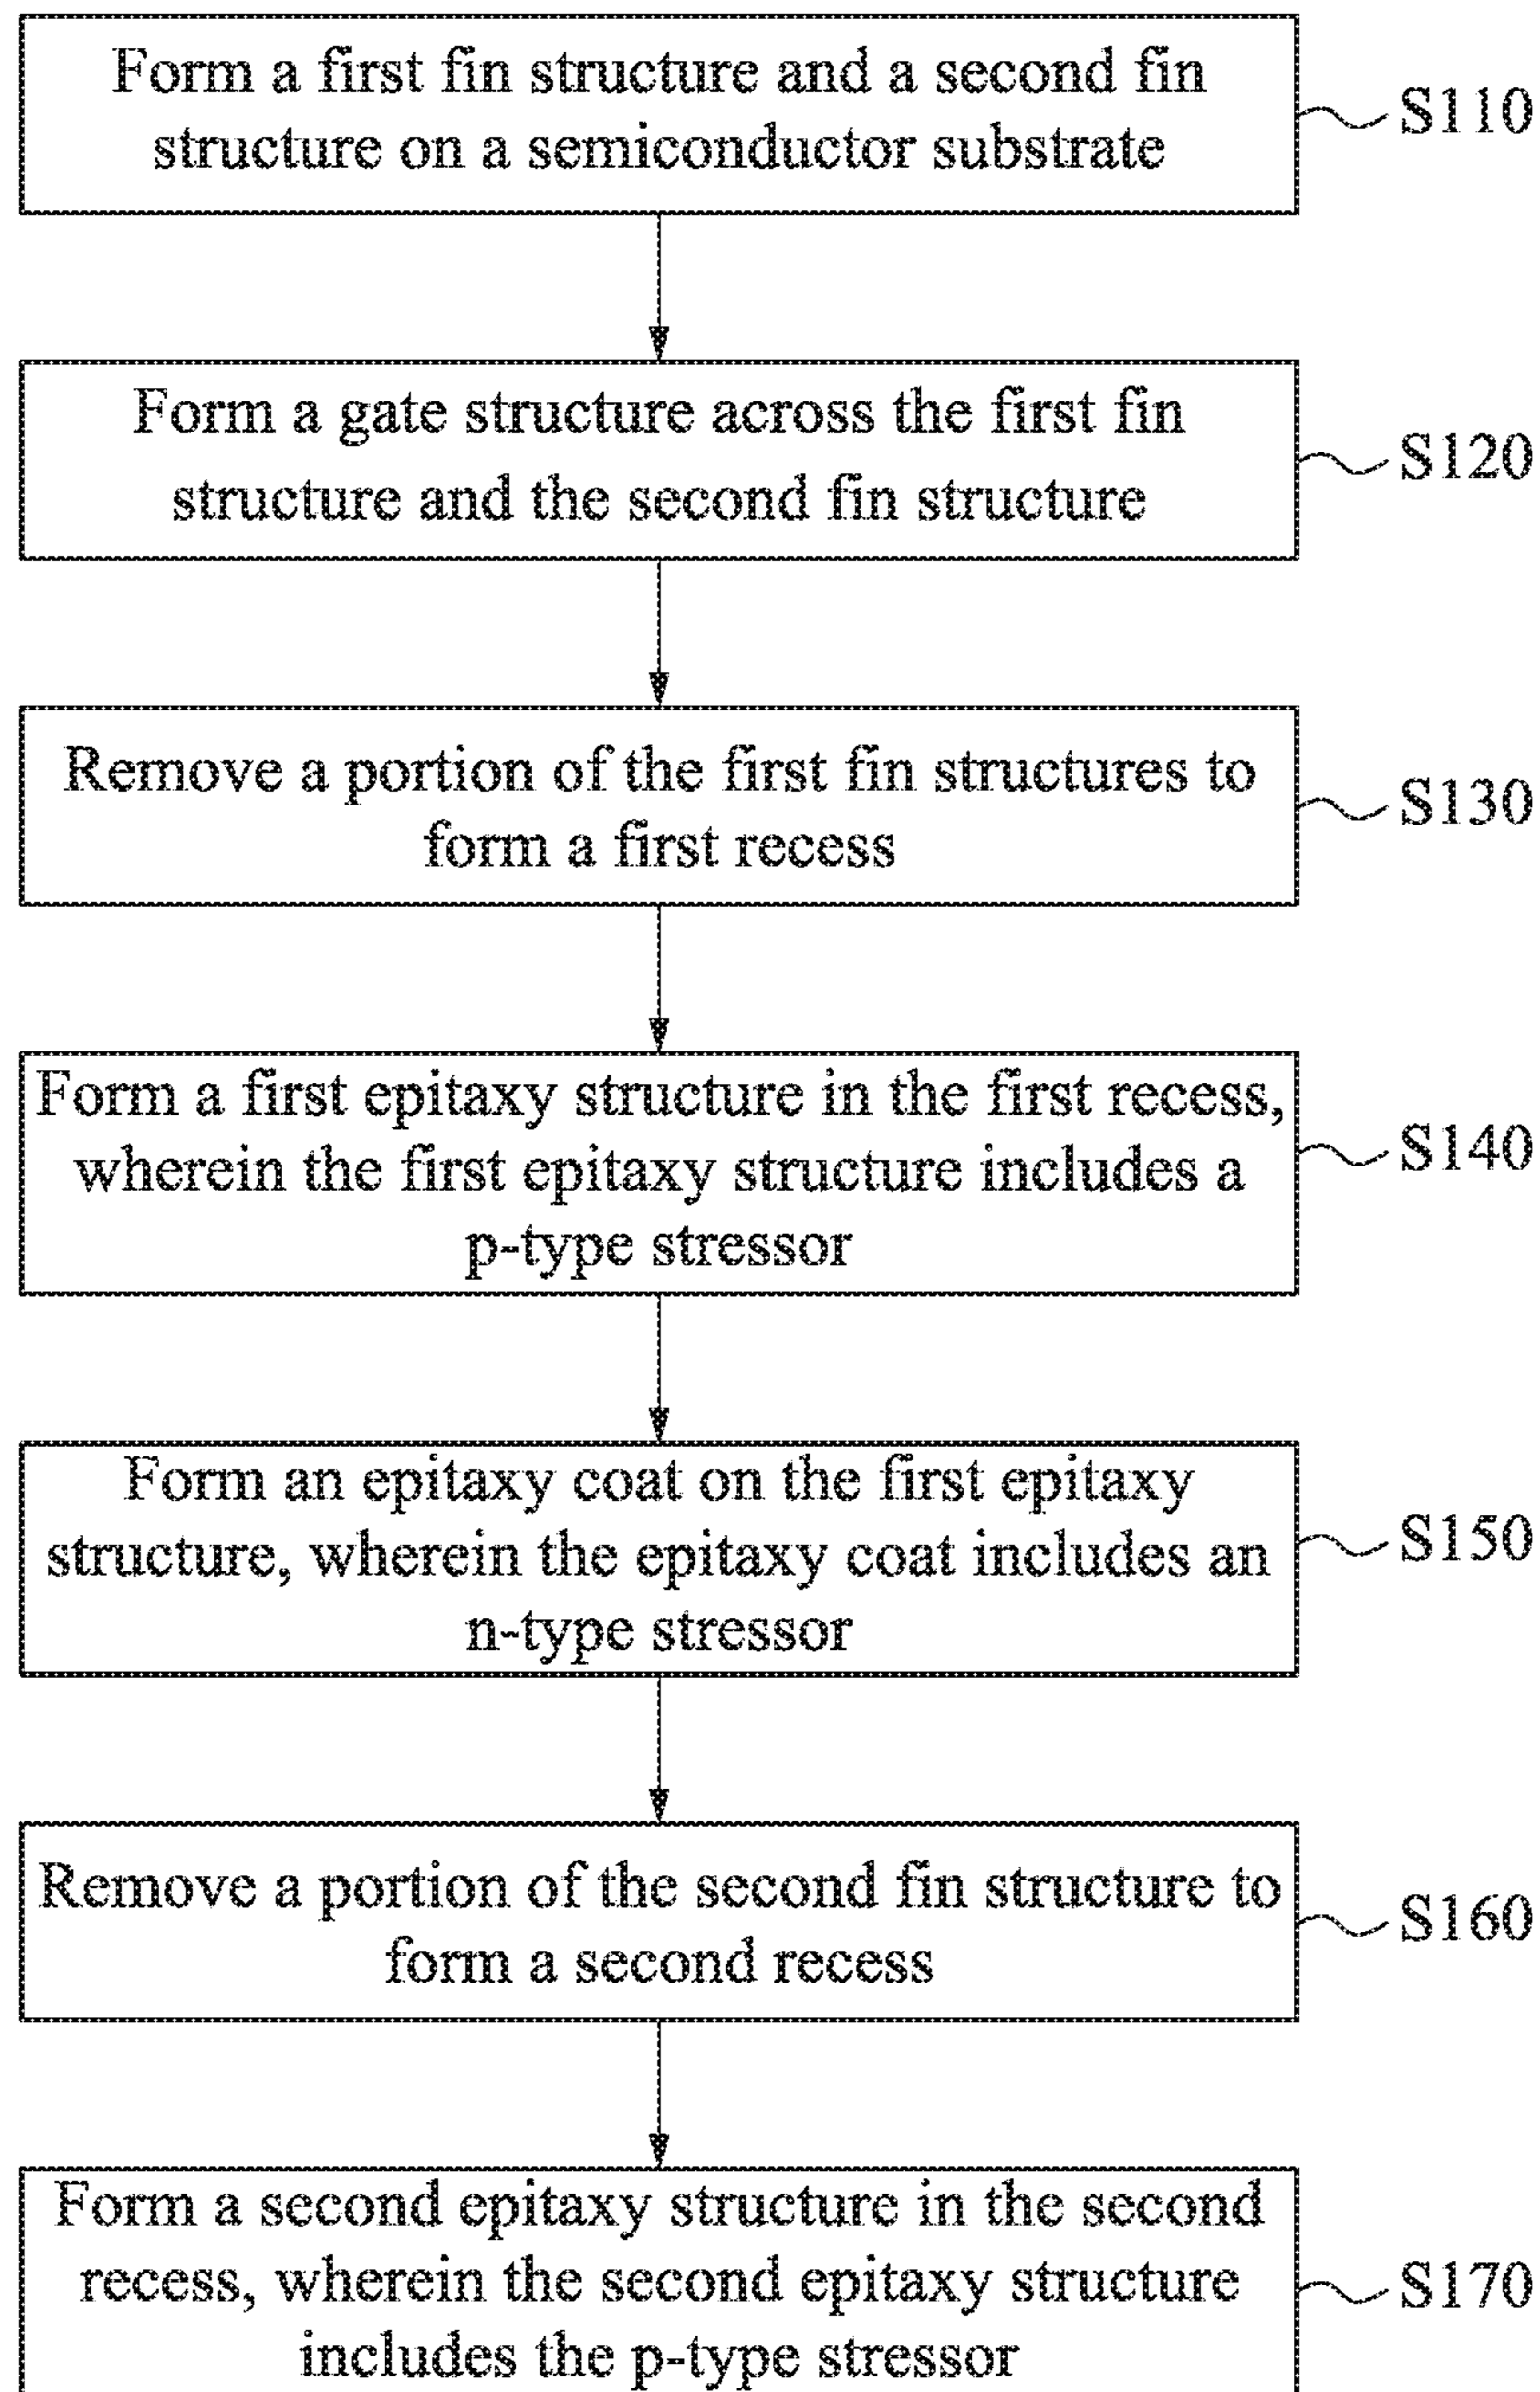 Form a first fin structure and a second fin
structure on a semiconductor substrate
S110
Form a gate structure across the first fin
structure and the second fin structure
S120
Remove a portion of the first fin structures to
form a first recess
S130
Form a first epitaxy structure in the first recess,
wherein the first epitaxy structure includes a
p-type stressor
S140
Form an epitaxy coat on the first epitaxy
structure, wherein the epitaxy coat includes an
n-type stressor
S150
Remove a portion of the second fin structure to
form a second recess
S160
Form a second epitaxy structure in the second
recess, wherein the second epitaxy structure
includes the p-type stressor
S170